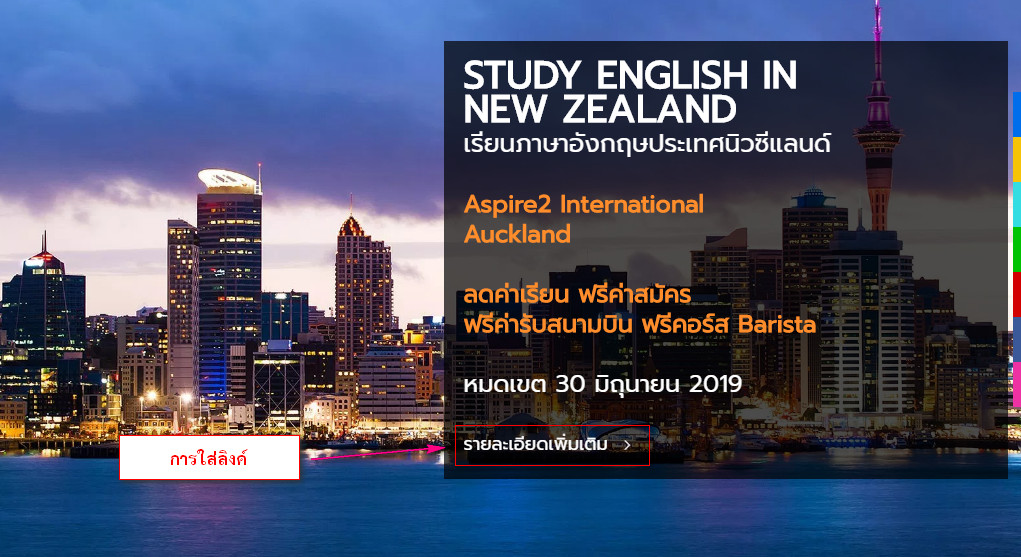 STUDY ENGLISH IN
NEW ZEALAND
เรียนภาษาอังกฤษประเทศนิวซีแลนด์
Aspire2 International
Auckland
ลดค่าเรียน ฟรีค่าสมัคร
ฟรีค่ารับสนามบิน ฟรีคอร์ส Barista
หมดเขต 30 มิถุนายน 2019
รายละเอียดเพิ่มเติม >
การใส่ลิงค์